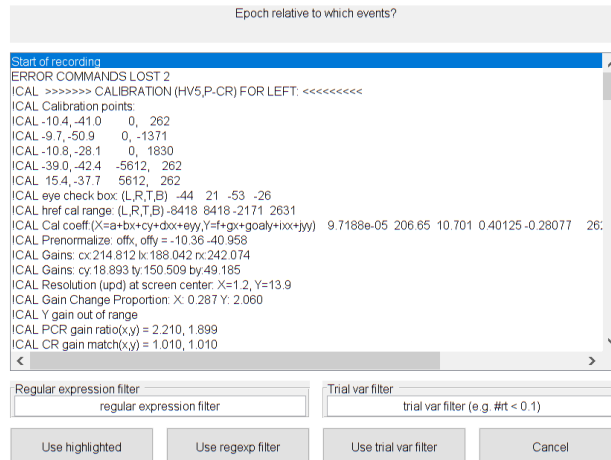 Epoch relative to which events?
Start of recording
ERROR COMMANDS LOST 2
!CAL >>>>>>> CALIBRATION (HV5,P-CR) FOR LEFT: <<<<<<<<<
!CAL Calibration points:
!CAL -10.4, -41.0 0, 262
!CAL -9.7, -50.9 0, -1371
!CAL -10.8, -28.1 0, 1830
!CAL -39.0, -42.4 -5612, 262
!CAL 15.4, -37.7 5612, 262
!CAL eye check box: (L,R,T,B) -44 21 -53 -26
!CAL href cal range: (L,R,T,B) -8418 8418 -2171 2631
!CAL Cal coeff:(X=a+bx+cy+dxx+eyy,Y=f+gx+goaly+ixx+jyy) 9.7188e-05 206.65 10.701 0.40125 -0.28077 262
!CAL Prenormalize: offx, offy = -10.36 -40.958
!CAL Gains: cx:214.812 lx:188.042 rx:242.074
!CAL Gains: cy:18.893 ty:150.509 by:49.185
!CAL Resolution (upd) at screen center: X=1.2, Y=13.9
!CAL Gain Change Proportion: X: 0.287 Y: 2.060
!CAL Y gain out of range
!CAL PCR gain ratio(x,y) = 2.210, 1.899
!CAL CR gain match(x,y) = 1.010, 1.010
Regular expression filter Trial var filter
regular expression filter trial var filter (e.g. #rt < 0.1)
Use highlighted Use regexp filter Use trial var filter Cancel